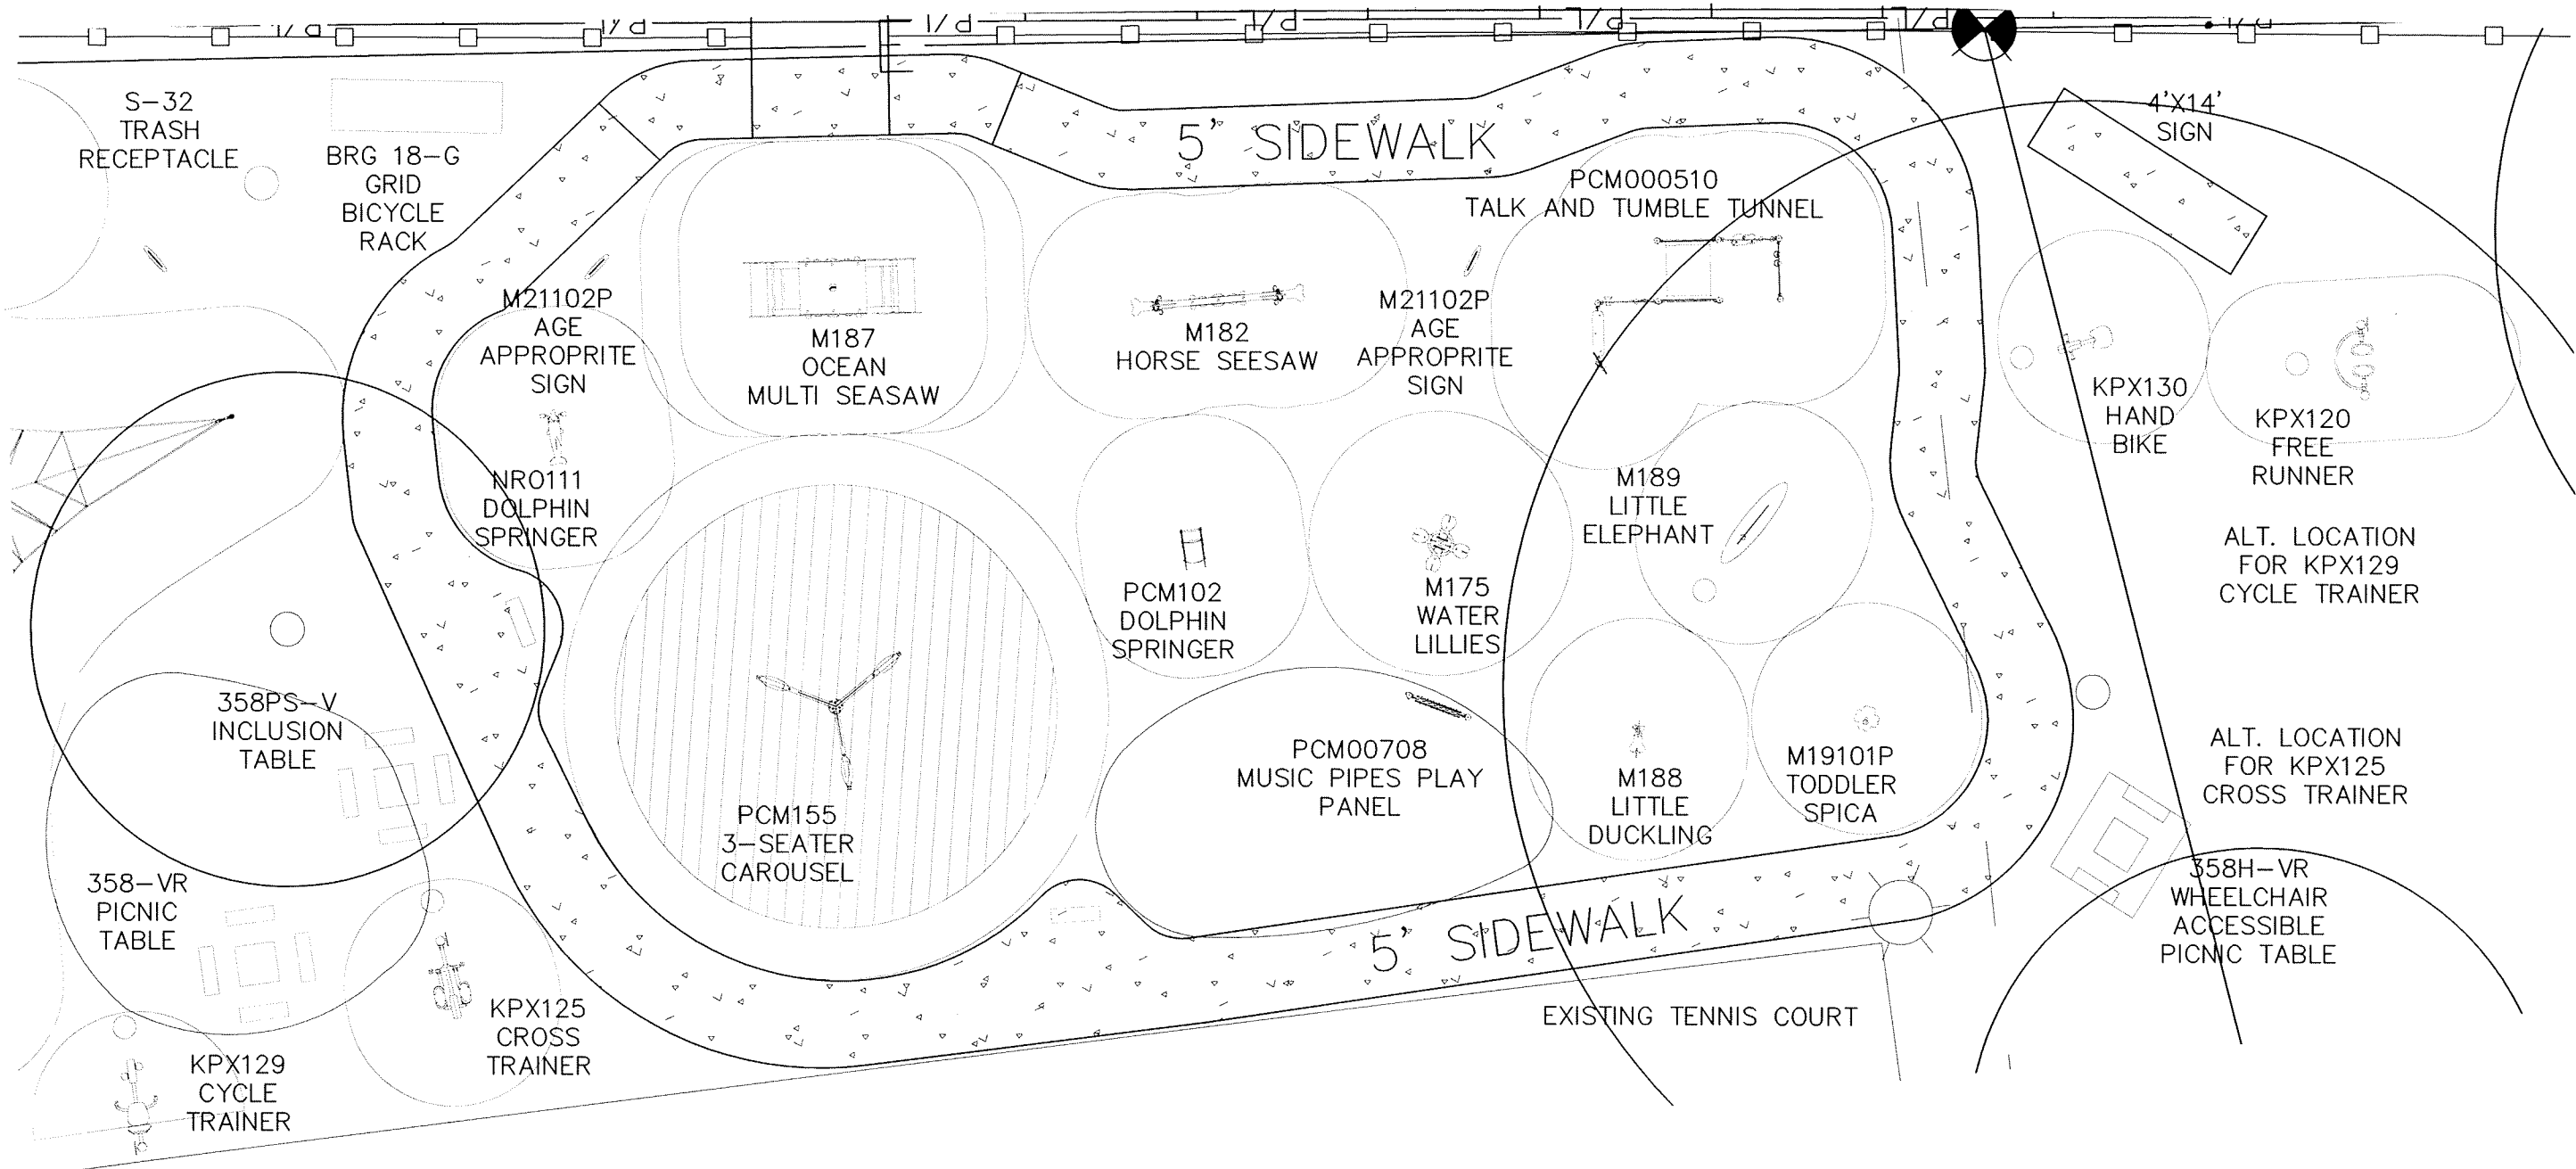 P/L
P/L
P/L
P/L
P/L
P/L
P/L
S-32
TRASH
RECEPTACLE
BRG 18-G
GRID
BICYCLE
RACK
5' SIDEWALK
4'X14'
SIGN
PCM000510
TALK AND TUMBLE TUNNEL
M21102P
AGE
APPROPRITE
SIGN
M187
OCEAN
MULTI SEASAW
M182
HORSE SEESAW
M21102P
AGE
APPROPRITE
SIGN
KPX130
HAND
BIKE
KPX120
FREE
RUNNER
NRO111
DOLPHIN
SPRINGER
M189
LITTLE
ELEPHANT
ALT. LOCATION
FOR KPX129
CYCLE TRAINER
PCM102
DOLPHIN
SPRINGER
M175
WATER
LILLIES
358PS-V
INCLUSION
TABLE
PCM00708
MUSIC PIPES PLAY
PANEL
M188
LITTLE
DUCKLING
M19101P
TODDLER
SPICA
ALT. LOCATION
FOR KPX125
CROSS TRAINER
PCM155
3-SEATER
CAROUSEL
358-VR
PICNIC
TABLE
358H-VR
WHEELCHAIR
ACCESSIBLE
PICNIC TABLE
5' SIDEWALK
EXISTING TENNIS COURT
KPX125
CROSS
TRAINER
KPX129
CYCLE
TRAINER